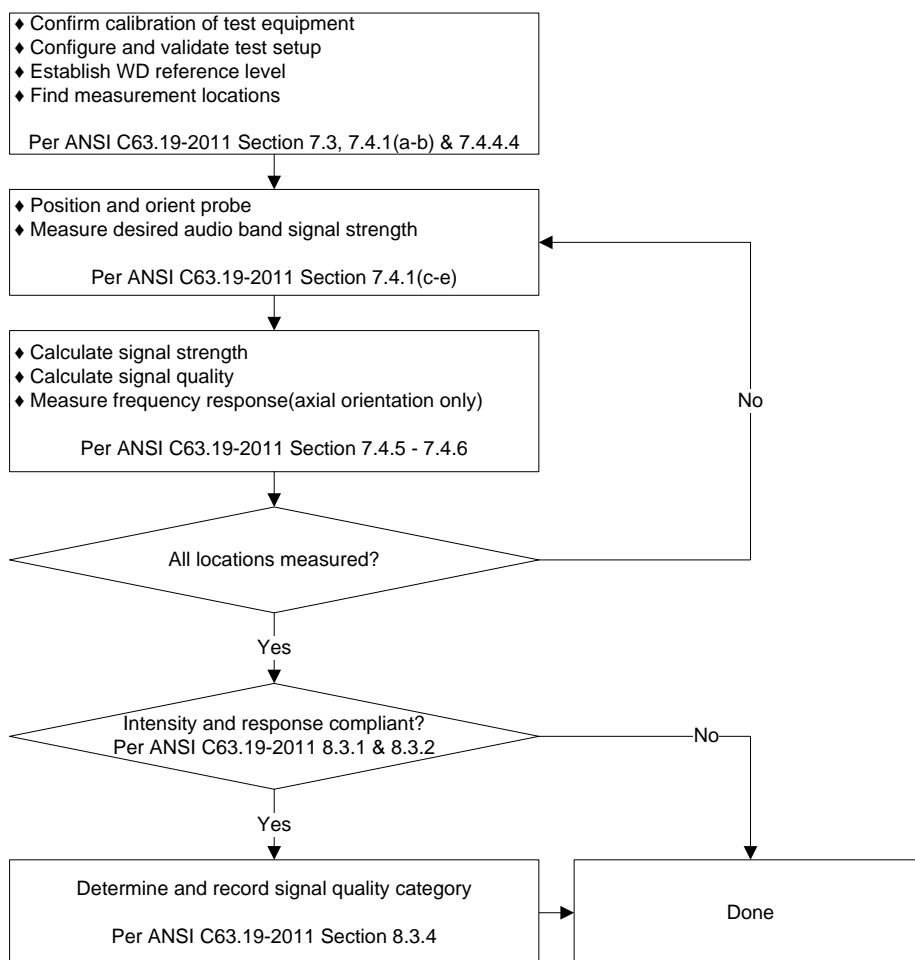 ♦ Confirm calibration of test equipment
♦ Configure and validate test setup
♦ Establish WD reference level
♦ Find measurement locations
Per ANSI C63.19-2011 Section 7.3, 7.4.1(a-b) & 7.4.4.4
♦ Position and orient probe
♦ Measure desired audio band signal strength
Per ANSI C63.19-2011 Section 7.4.1(c-e)
♦ Calculate signal strength
♦ Calculate signal quality
♦ Measure frequency response(axial orientation only)
Per ANSI C63.19-2011 Section 7.4.5 - 7.4.6
No
All locations measured?
Yes
Intensity and response compliant?
Per ANSI C63.19-2011 8.3.1 & 8.3.2
No
Yes
Determine and record signal quality category
Per ANSI C63.19-2011 Section 8.3.4
Done